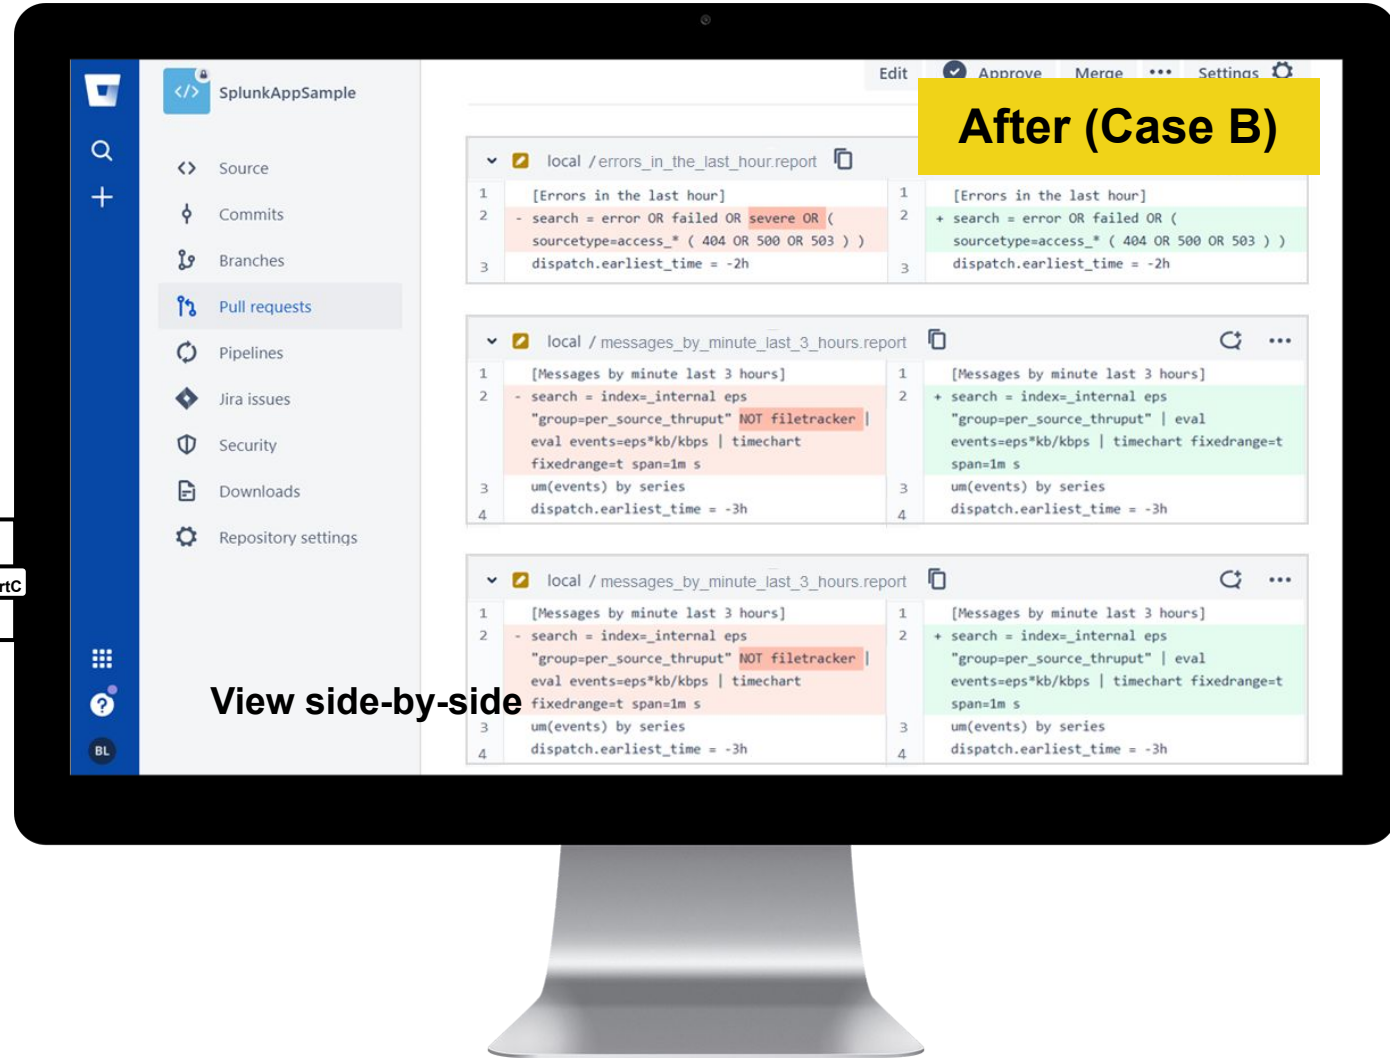 Edit Approve Merge ••• Settings
After (Case B)
SplunkAppSample
Source
Commits
Branches
Pull requests
Pipelines
Jira issues
Security
Downloads
Repository settings
BL
rtC
View side-by-side
local / errors_in_the_last_hour.report
1 [Errors in the last hour]
2 - search = error OR failed OR severe OR (
sourcetype=access_* ( 404 OR 500 OR 503 ) )
3 dispatch.earliest_time = -2h
1 [Errors in the last hour]
2 + search = error OR failed OR (
sourcetype=access_* ( 404 OR 500 OR 503 ) )
3 dispatch.earliest_time = -2h
local / messages_by_minute_last_3_hours.report
1 [Messages by minute last 3 hours]
2 - search = index=_internal eps
"group=per_source_thruput" NOT filetracker |
eval events=eps*kb/kbps | timechart
fixedrange=t span=1m s
3 um(events) by series
4 dispatch.earliest_time = -3h
1 [Messages by minute last 3 hours]
2 + search = index=_internal eps
"group=per_source_thruput" | eval
events=eps*kb/kbps | timechart fixedrange=t
span=1m s
3 um(events) by series
4 dispatch.earliest_time = -3h
local / messages_by_minute_last_3_hours.report
1 [Messages by minute last 3 hours]
2 - search = index=_internal eps
"group=per_source_thruput" NOT filetracker |
eval events=eps*kb/kbps | timechart
fixedrange=t span=1m s
3 um(events) by series
4 dispatch.earliest_time = -3h
1 [Messages by minute last 3 hours]
2 + search = index=_internal eps
"group=per_source_thruput" | eval
events=eps*kb/kbps | timechart fixedrange=t
span=1m s
3 um(events) by series
4 dispatch.earliest_time = -3h